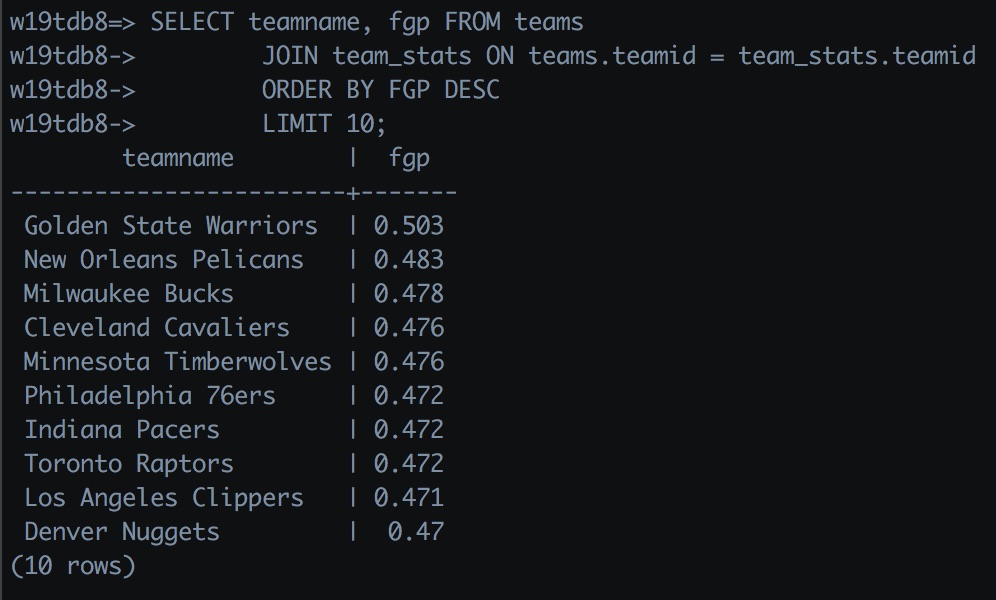 w19tdb8=> SELECT teamname, fgp FROM teams
w19tdb8->         JOIN team_stats ON teams.teamid = team_stats.teamid
w19tdb8->         ORDER BY FGP DESC
w19tdb8->         LIMIT 10;
        teamname        |  fgp
------------------------+-------
 Golden State Warriors  | 0.503
 New Orleans Pelicans   | 0.483
 Milwaukee Bucks        | 0.478
 Cleveland Cavaliers    | 0.476
 Minnesota Timberwolves | 0.476
 Philadelphia 76ers     | 0.472
 Indiana Pacers         | 0.472
 Toronto Raptors        | 0.472
 Los Angeles Clippers   | 0.471
 Denver Nuggets         |  0.47
(10 rows)